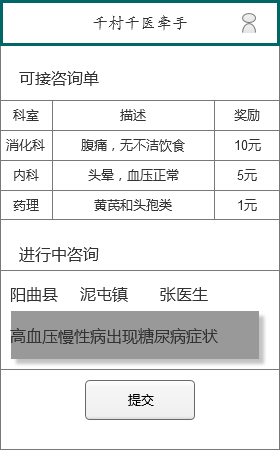 千村千医牵手
可接咨询单
科室 描述 奖励
消化科 腹痛，无不洁饮食 10元
内科 头晕，血压正常 5元
药理 黄芪和头孢类 1元
进行中咨询
阳曲县 泥屯镇 张医生
高血压慢性病出现糖尿病症状
提交